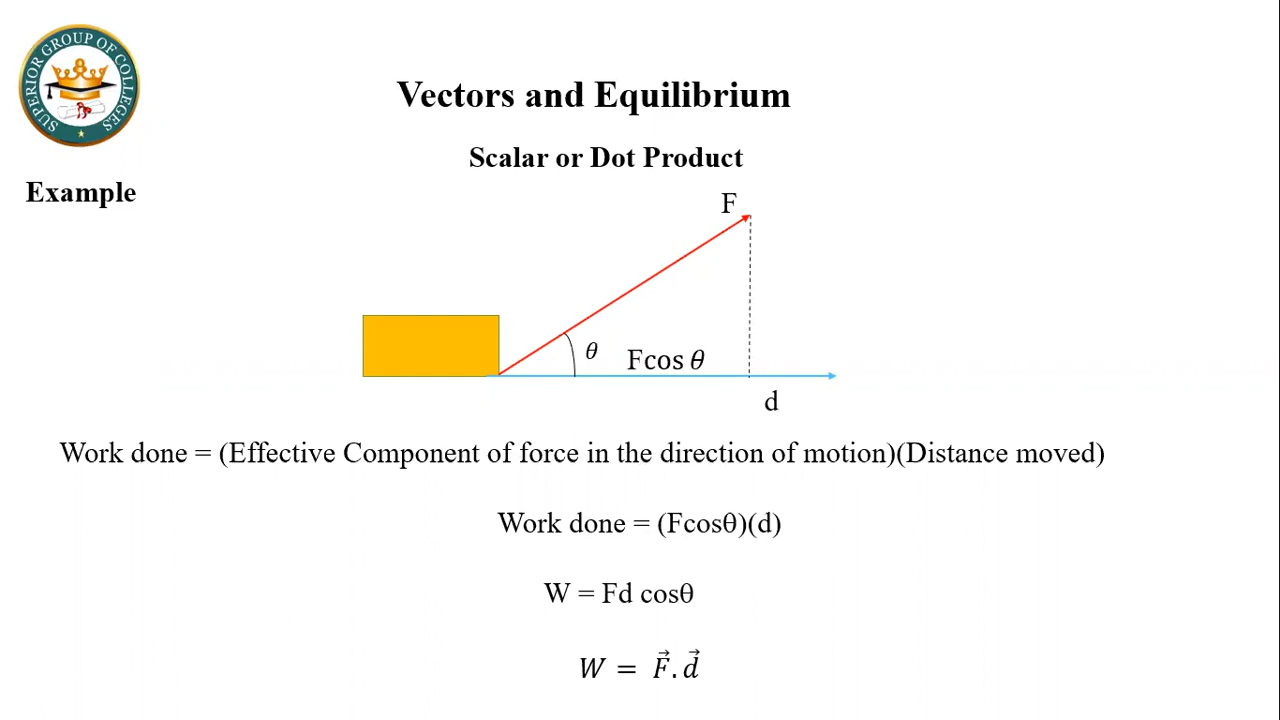 SUPERIOR GROUP OF COLLEGES
Vectors and Equilibrium
Scalar or Dot Product
Example
F
θ
Fcos θ
d
Work done = (Effective Component of force in the direction of motion)(Distance moved)
Work done = (Fcosθ)(d)
W = Fd cosθ
W = F⃗ . d⃗